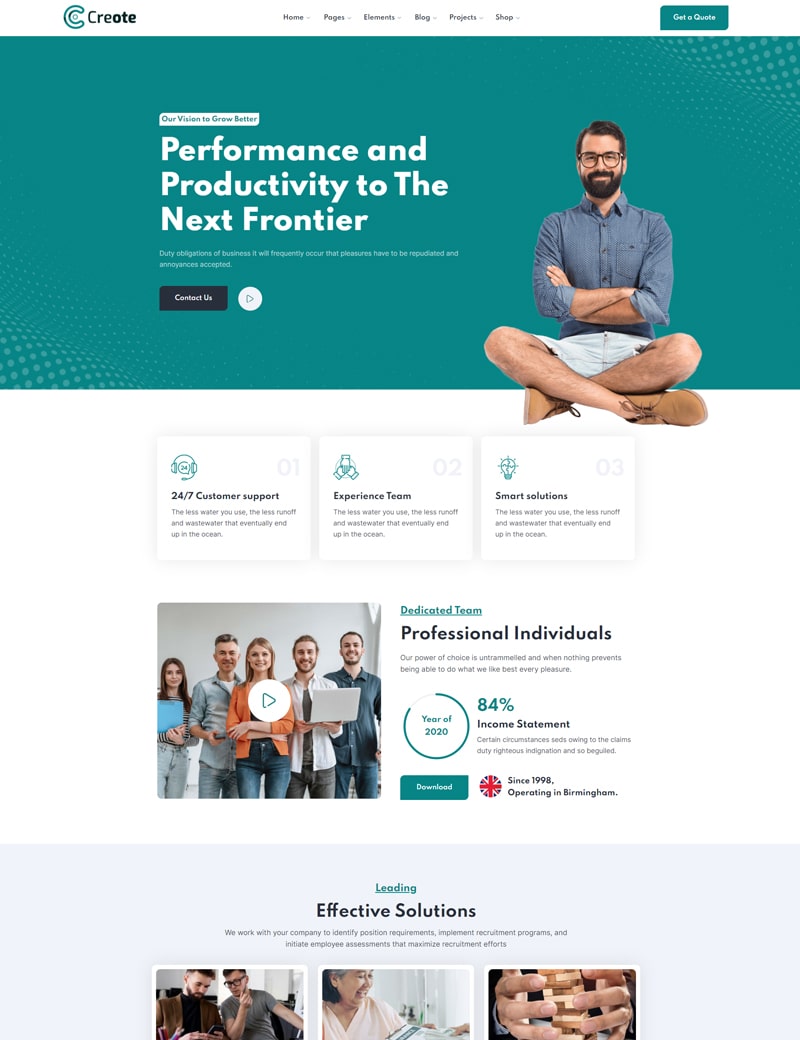 Creote
Home
Pages
Elements
Blog
Projects
Shop
Get a Quote
Our Vision to Grow Better
Performance and
Productivity to The
Next Frontier
Duty obligations of business it will frequently occur that pleasures have to be repudiated and
annoyances accepted.
Contact Us
24
01
24/7 Customer support
The less water you use, the less runoff
and wastewater that eventually end
up in the ocean.
02
Experience Team
The less water you use, the less runoff
and wastewater that eventually end
up in the ocean.
03
Smart solutions
The less water you use, the less runoff
and wastewater that eventually end
up in the ocean.
Dedicated Team
Professional Individuals
Our power of choice is untrammelled and when nothing prevents
being able to do what we like best every pleasure.
Year of
2020
84%
Income Statement
Certain circumstances seds owing to the claims
duty righteous indignation and so beguiled.
Download
Since 1998,
Operating in Birmingham.
Leading
Effective Solutions
We work with your company to identify position requirements, implement recruitment programs, and
initiate employee assessments that maximize recruitment efforts